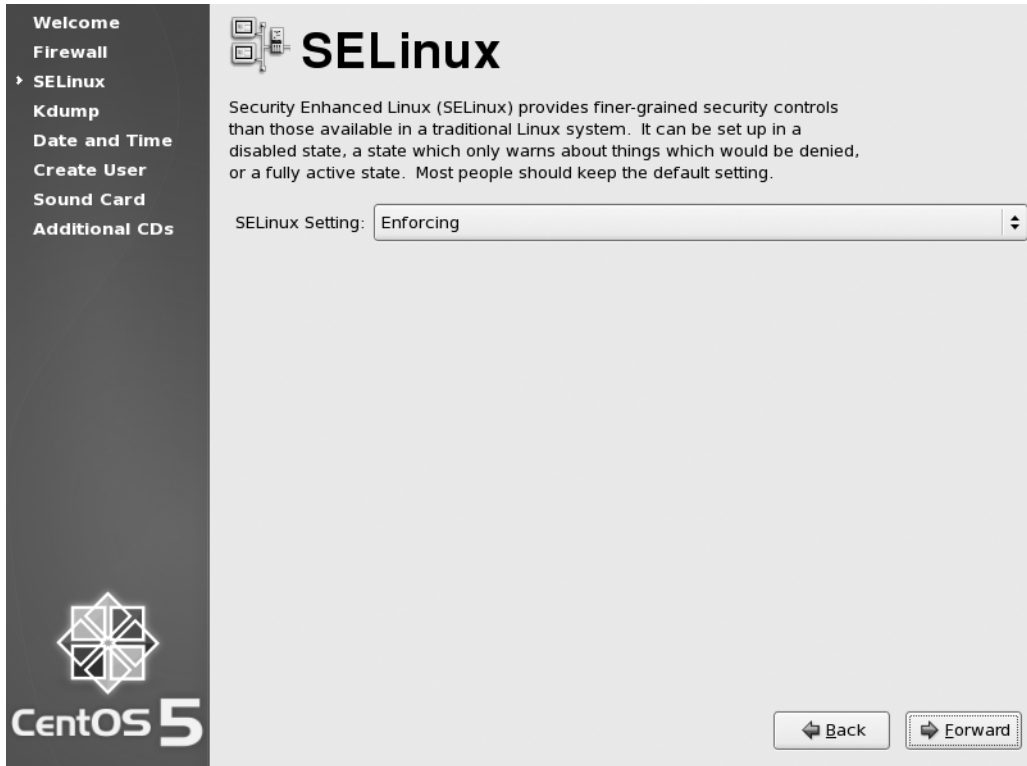 Welcome
Firewall
SELinux
Kdump
Date and Time
Create User
Sound Card
Additional CDs
SELinux
Security Enhanced Linux (SELinux) provides finer-grained security controls
than those available in a traditional Linux system.  It can be set up in a
disabled state, a state which only warns about things which would be denied,
or a fully active state.  Most people should keep the default setting.
SELinux Setting: Enforcing
CentOS 5
Back
Forward